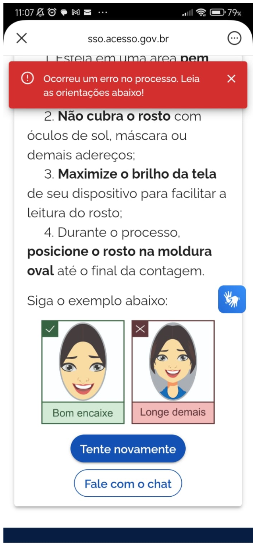 11:07
79%
sso.acesso.gov.br
1. Esteja em uma área bem
Ocorreu um erro no processo. Leia
as orientações abaixo!
2. Não cubra o rosto com
óculos de sol, máscara ou
demais adereços;
3. Maximize o brilho da tela
de seu dispositivo para facilitar a
leitura do rosto;
4. Durante o processo,
posicione o rosto na moldura
oval até o final da contagem.
Siga o exemplo abaixo:
Bom encaixe
Longe demais
Tente novamente
Fale com o chat